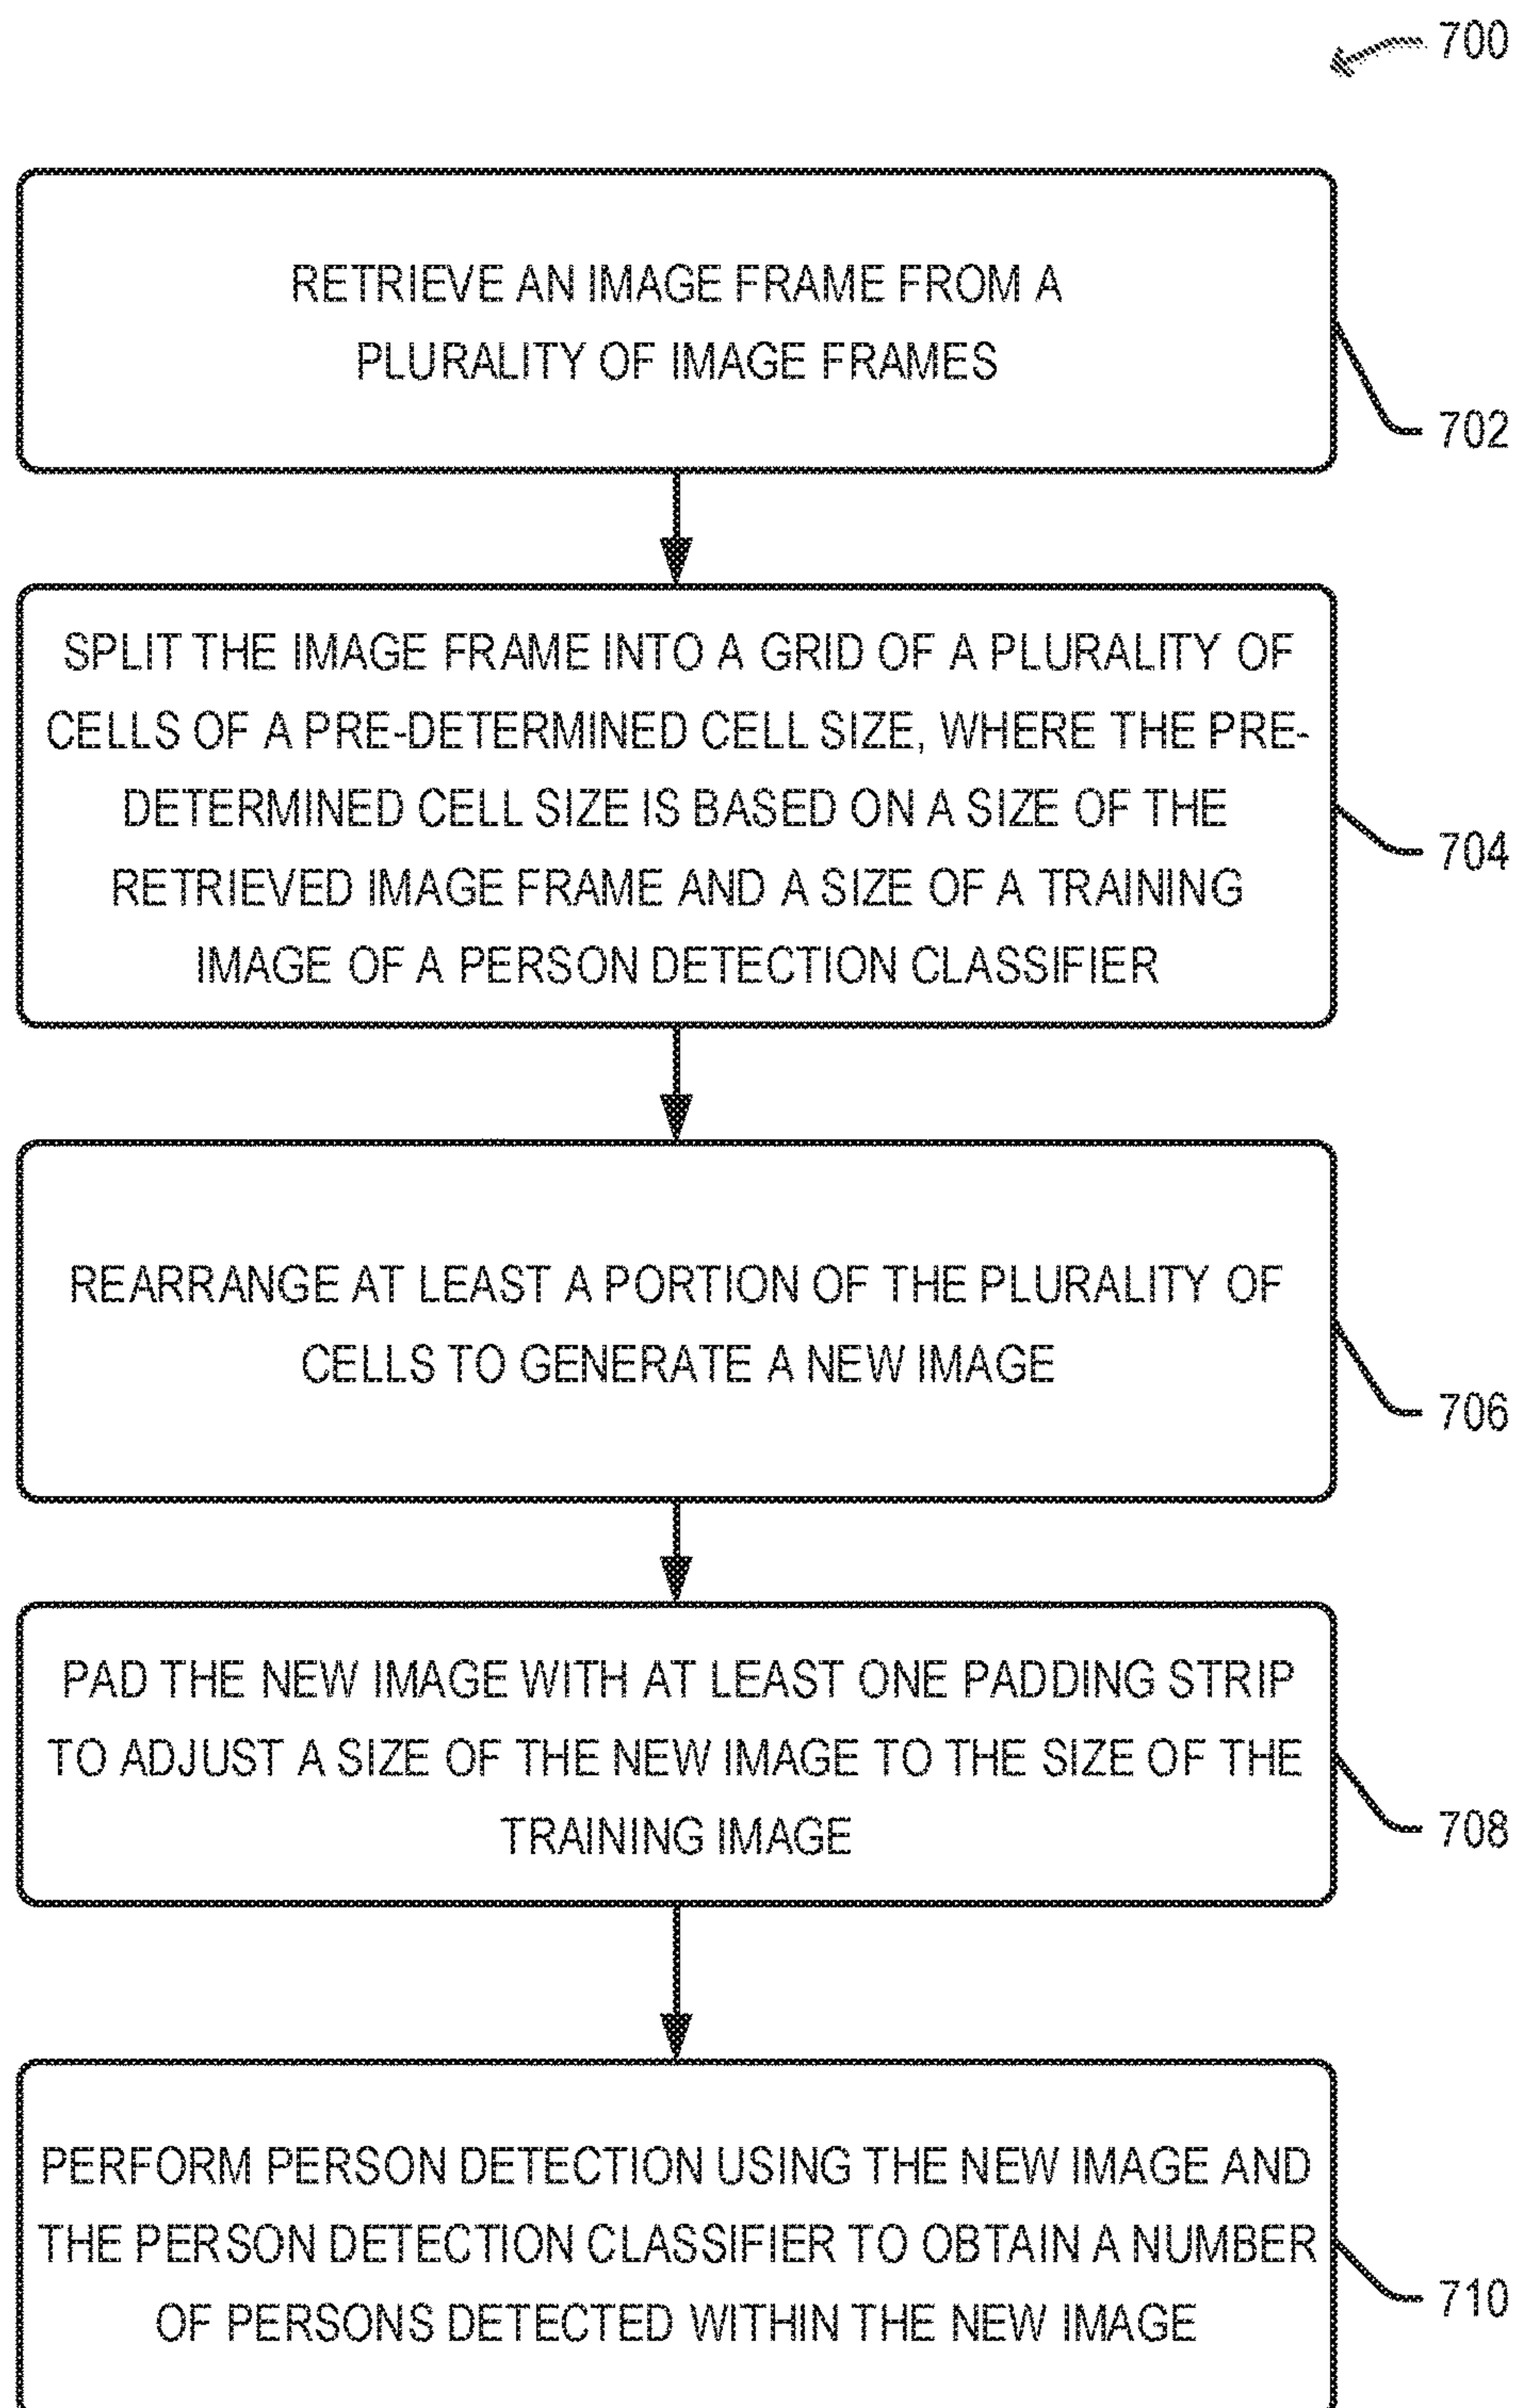 700
RETRIEVE AN IMAGE FRAME FROM A
PLURALITY OF IMAGE FRAMES
702
SPLIT THE IMAGE FRAME INTO A GRID OF A PLURALITY OF
CELLS OF A PRE-DETERMINED CELL SIZE, WHERE THE PRE-
DETERMINED CELL SIZE IS BASED ON A SIZE OF THE
RETRIEVED IMAGE FRAME AND A SIZE OF A TRAINING
IMAGE OF A PERSON DETECTION CLASSIFIER
704
REARRANGE AT LEAST A PORTION OF THE PLURALITY OF
CELLS TO GENERATE A NEW IMAGE
706
PAD THE NEW IMAGE WITH AT LEAST ONE PADDING STRIP
TO ADJUST A SIZE OF THE NEW IMAGE TO THE SIZE OF THE
TRAINING IMAGE
708
PERFORM PERSON DETECTION USING THE NEW IMAGE AND
THE PERSON DETECTION CLASSIFIER TO OBTAIN A NUMBER
OF PERSONS DETECTED WITHIN THE NEW IMAGE
710